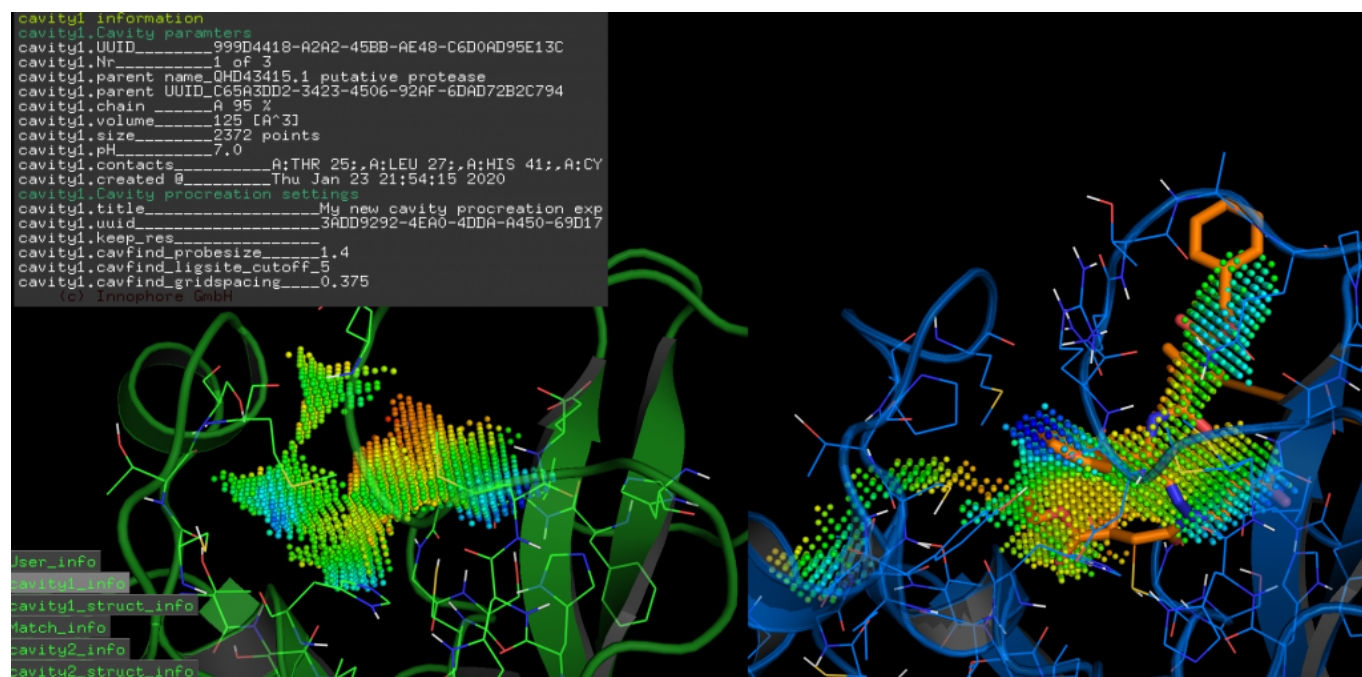 cavity1 information
cavity1.Cavity paramters
cavity1.UUID________999D4418-A2A2-45BB-AE48-C6D0AD95E13C
cavity1.Nr__________1 of 3
cavity1.parent name_QHD43415.1 putative protease
cavity1.parent UUID_C65A3DD2-3423-4506-92AF-6DAD72B2C794
cavity1.chain ______A 95 %
cavity1.volume______125 [A^3]
cavity1.size________2372 points
cavity1.pH__________7.0
cavity1.contacts__________A;THR 25;,A;LEU 27;,A;HIS 41;,A;CY
cavity1.created @_________Thu Jan 23 21:54:15 2020
cavity1.Cavity procreation settings
cavity1.title___________________My new cavity procreation exp
cavity1.uuid____________________3ADD9292-4EA0-4DDA-A450-69D17
cavity1.keep_res________________
cavity1.cavfind_probesize_______1.4
cavity1.cavfind_ligsite_cutoff_5
cavity1.cavfind_gridspacing____0.375
(c) Innophore GmbH
User_info
cavity1_info
cavity1_struct_info
Match_info
cavity2_info
cavity2_struct_info